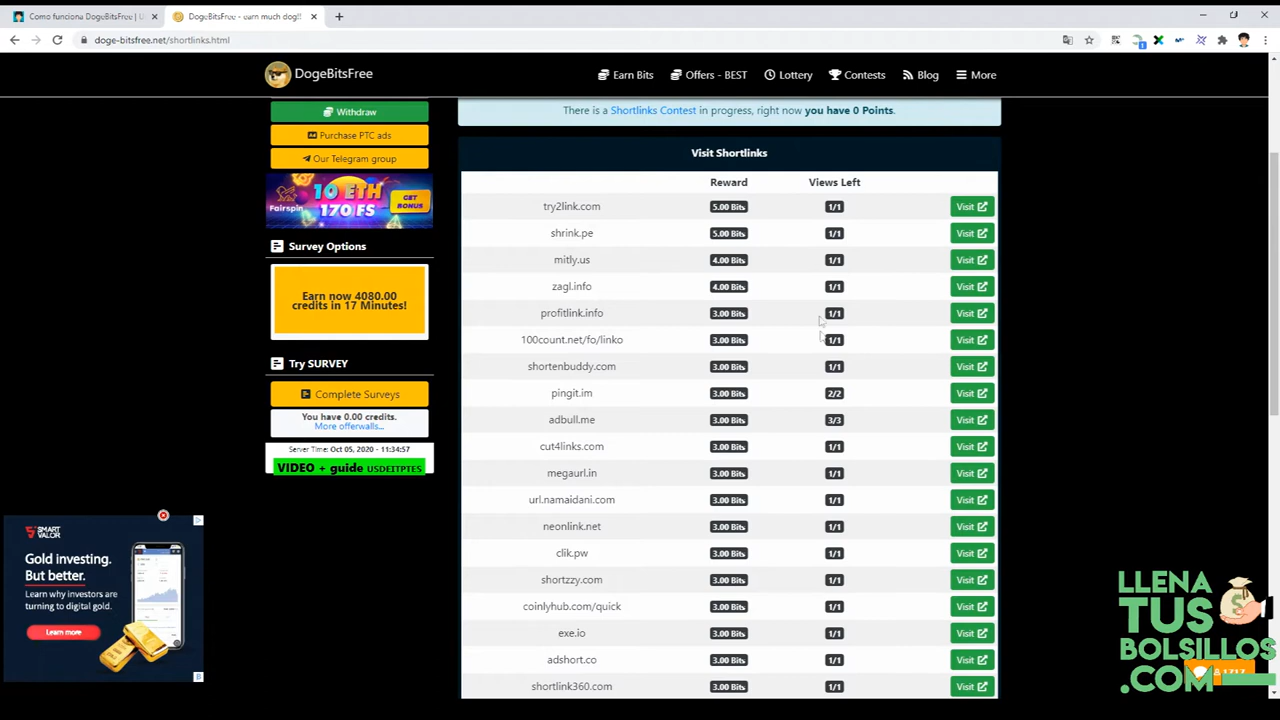 Como funciona DogeBitsFree | U
DogeBitsFree - earn much dog!!
doge-bitsfree.net/shortlinks.html
DogeBitsFree
Earn Bits
Offers - BEST
Lottery
Contests
Blog
More
Withdraw
Purchase PTC ads
Our Telegram group
Fairspin
10 ETH
170 FS
GET BONUS
Survey Options
Earn now 4080.00
credits in 17 Minutes!
Try SURVEY
Complete Surveys
You have 0.00 credits.
More offerwalls...
Server Time: Oct 05, 2020 - 11:34:57
VIDEO + guide USDEITPTES
There is a Shortlinks Contest in progress, right now you have 0 Points.
Visit Shortlinks
Reward Views Left
try2link.com 5.00 Bits 1/1 Visit
shrink.pe 5.00 Bits 1/1 Visit
mitly.us 4.00 Bits 1/1 Visit
zagl.info 4.00 Bits 1/1 Visit
profitlink.info 3.00 Bits 1/1 Visit
100count.net/fo/linko 3.00 Bits 1/1 Visit
shortenbuddy.com 3.00 Bits 1/1 Visit
pingit.im 3.00 Bits 2/2 Visit
adbull.me 3.00 Bits 3/3 Visit
cut4links.com 3.00 Bits 1/1 Visit
megaurl.in 3.00 Bits 1/1 Visit
url.namaidani.com 3.00 Bits 1/1 Visit
neonlink.net 3.00 Bits 1/1 Visit
clik.pw 3.00 Bits 1/1 Visit
shortzzy.com 3.00 Bits 1/1 Visit
coinlyhub.com/quick 3.00 Bits 1/1 Visit
exe.io 3.00 Bits 1/1 Visit
adshort.co 3.00 Bits 1/1 Visit
shortlink360.com 3.00 Bits 1/1 Visit
SMART
VALOR
Gold investing.
But better.
Learn why investors are
turning to digital gold.
Learn more
LLENA
TUS
BOLSILLOS
.COM